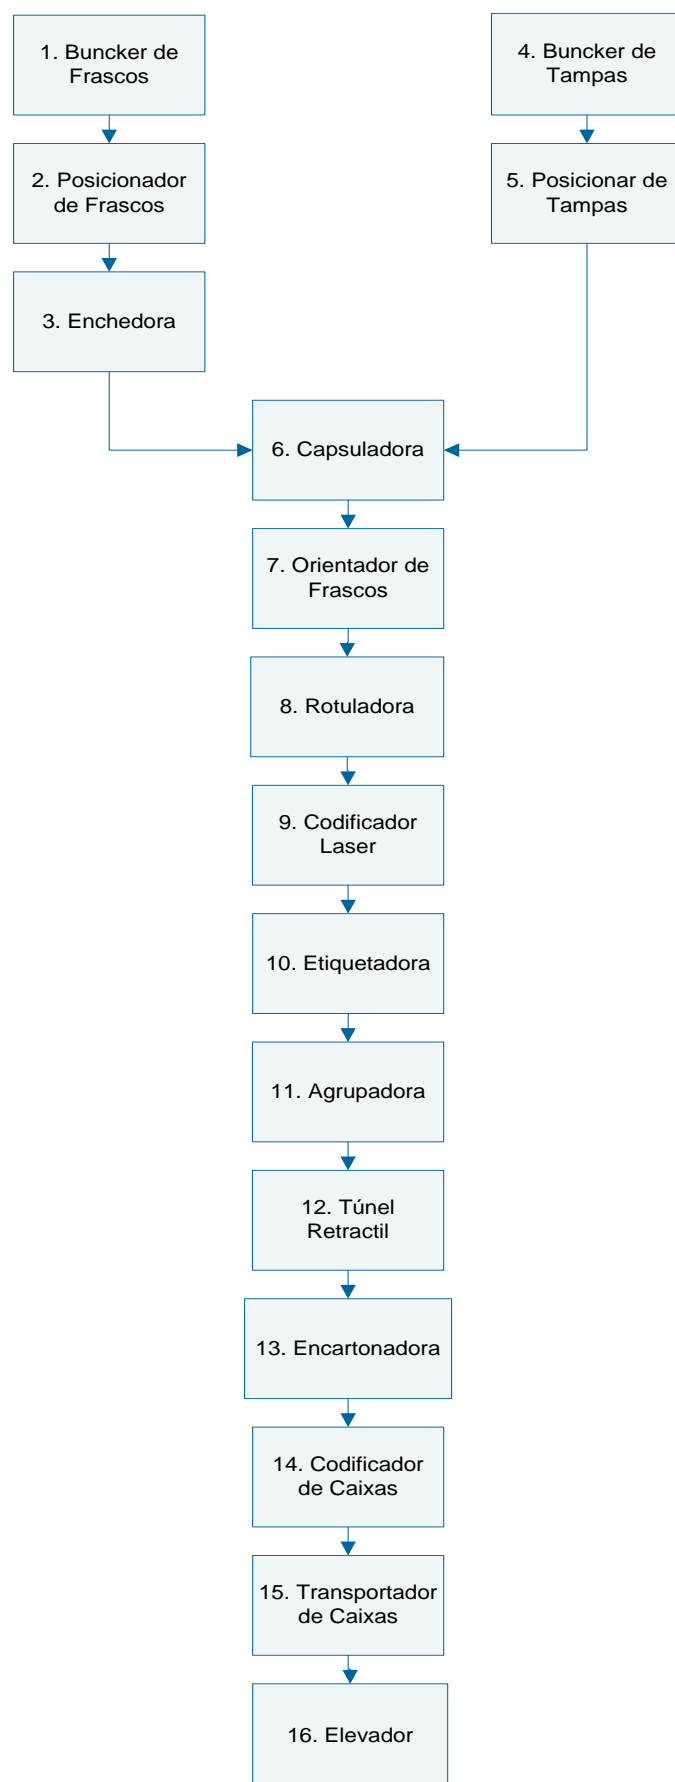 1. Buncker de
Frascos
2. Posicionador
de Frascos
3. Enchedora
4. Buncker de
Tampas
5. Posicionar de
Tampas
6. Capsuladora
7. Orientador de
Frascos
8. Rotuladora
9. Codificador
Laser
10. Etiquetadora
11. Agrupadora
12. Túnel
Retractil
13. Encartonadora
14. Codificador
de Caixas
15. Transportador
de Caixas
16. Elevador